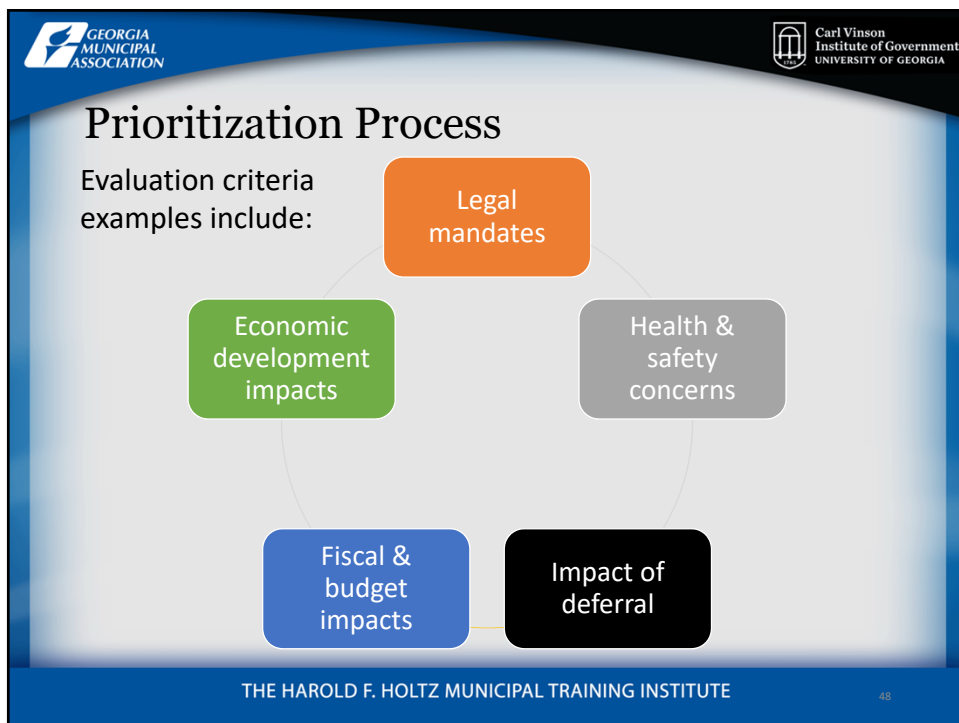 GEORGIA
MUNICIPAL
ASSOCIATION
1785
Carl Vinson
Institute of Government
UNIVERSITY OF GEORGIA
Prioritization Process
Evaluation criteria
examples include:
Legal
mandates
Health &
safety
concerns
Impact of
deferral
Fiscal &
budget
impacts
Economic
development
impacts
THE HAROLD F. HOLTZ MUNICIPAL TRAINING INSTITUTE
48